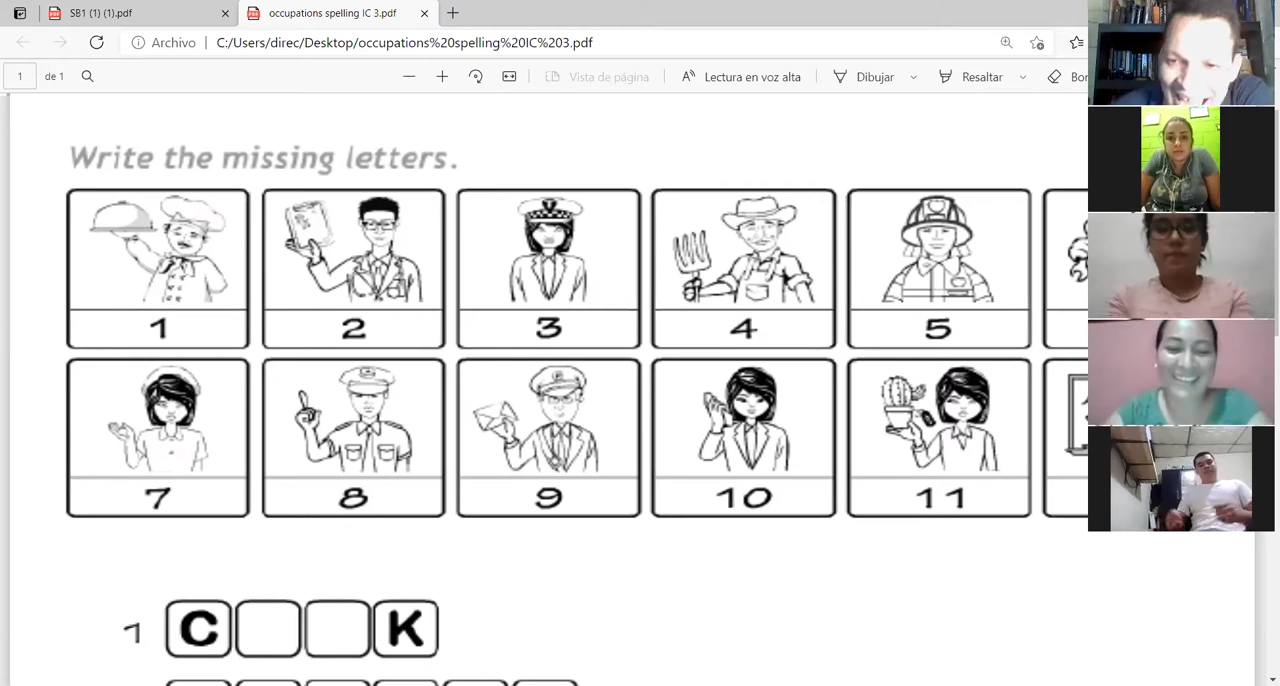 SB1 (1) (1).pdf
occupations spelling IC 3.pdf
Archivo
C:/Users/direc/Desktop/occupations%20spelling%20IC%203.pdf
1 de 1
Vista de página
Lectura en voz alta
Dibujar
Resaltar
Write the missing letters.
1 2 3 4 5
7 8 9 10 11
1 C K